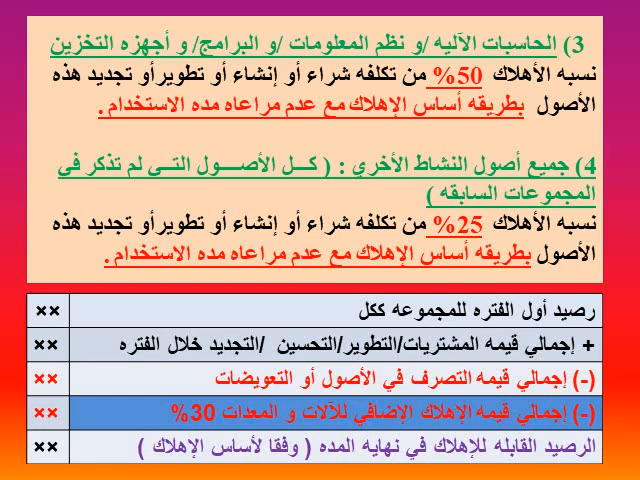 3) الحاسبات الآليه /و نظم المعلومات /و البرامج/ و أجهزه التخزين
نسبه الأهلاك 50% من تكلفه شراء أو إنشاء أو تطويرأو تجديد هذه
الأصول بطريقه أساس الإهلاك مع عدم مراعاه مده الاستخدام .
4) جميع أصول النشاط الأخري : ( كـــل الأصـــــول التـــي لم تذكر في
المجموعات السابقه )
نسبه الأهلاك 25% من تكلفه شراء أو إنشاء أو تطويرأو تجديد هذه
الأصول بطريقه أساس الإهلاك مع عدم مراعاه مده الاستخدام .
رصيد أول الفتره للمجموعه ككل ××
+ إجمالي قيمه المشتريات/التطوير/التحسين /التجديد خلال الفتره ××
(-) إجمالي قيمه التصرف في الأصول أو التعويضات ××
(-) إجمالي قيمه الإهلاك الإضافي للآلات و المعدات 30% ××
الرصيد القابله للإهلاك في نهايه المده ( وفقا لأساس الإهلاك ) ××